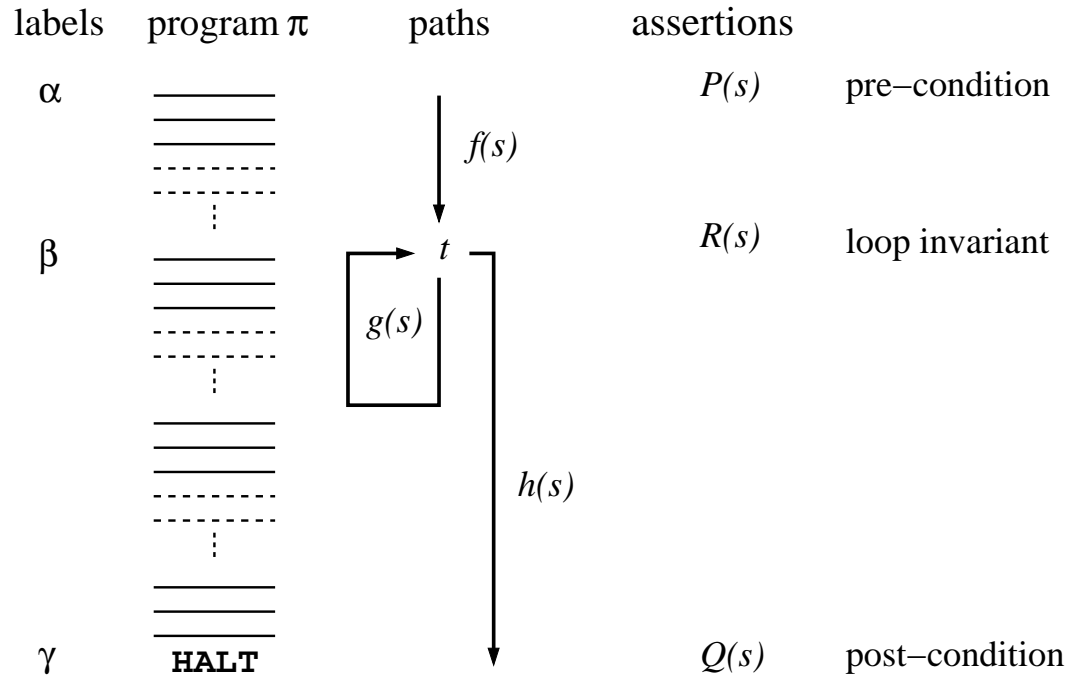 labels program π paths assertions
α P(s) pre−condition
f(s)
β t R(s) loop invariant
g(s)
h(s)
γ HALT Q(s) post−condition